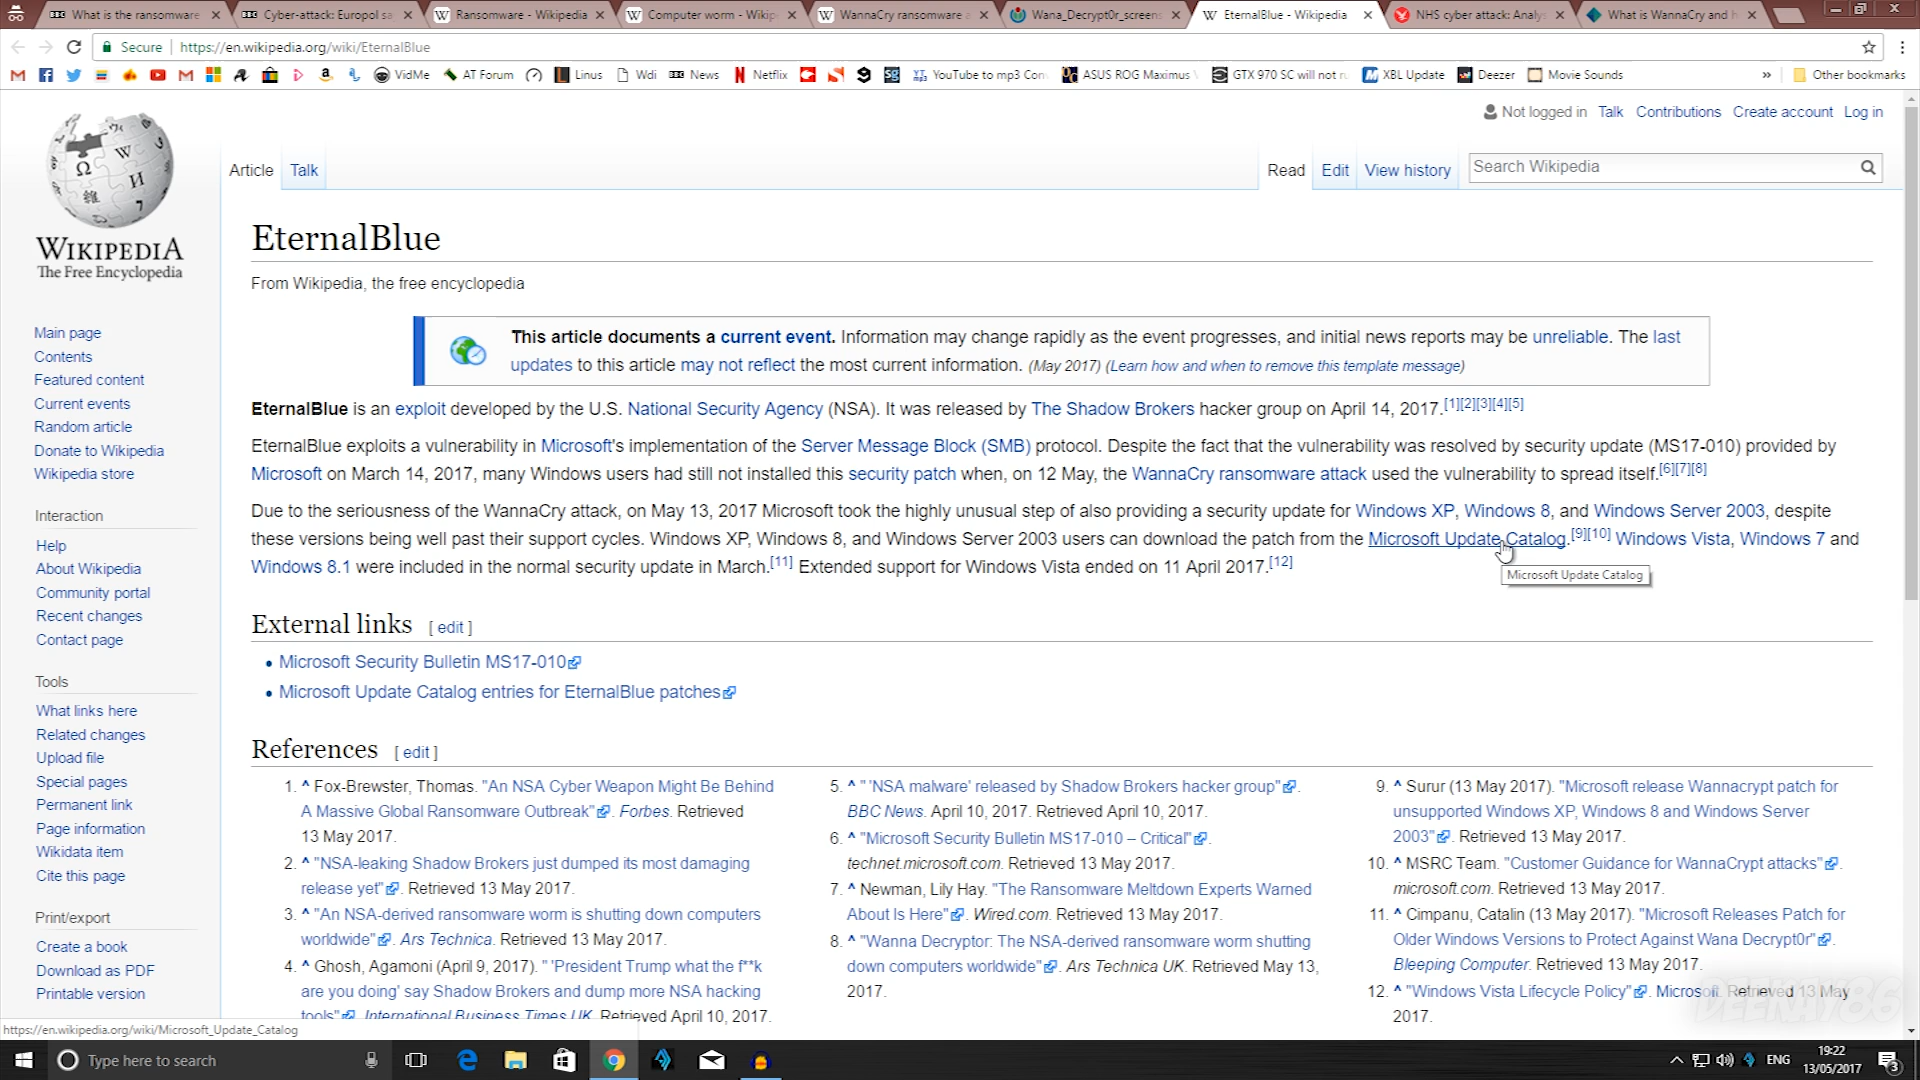 What is the ransomware
Cyber-attack: Europol sa
Ransomware - Wikipedia
Computer worm - Wikip
WannaCry ransomware a
Wana_Decrypt0r_screens
EternalBlue - Wikipedia
NHS cyber attack: Analys
What is WannaCry and h
Secure
https://en.wikipedia.org/wiki/EternalBlue
VidMe
AT Forum
Linus
Wdi
News
Netflix
YouTube to mp3 Con
ASUS ROG Maximus
GTX 970 SC will not ru
XBL Update
Deezer
Movie Sounds
»
Other bookmarks
Not logged in Talk Contributions Create account Log in
Article Talk
Read Edit View history
Search Wikipedia
WIKIPEDIA
The Free Encyclopedia
Main page
Contents
Featured content
Current events
Random article
Donate to Wikipedia
Wikipedia store
Interaction
Help
About Wikipedia
Community portal
Recent changes
Contact page
Tools
What links here
Related changes
Upload file
Special pages
Permanent link
Page information
Wikidata item
Cite this page
Print/export
Create a book
Download as PDF
Printable version
EternalBlue
From Wikipedia, the free encyclopedia
This article documents a current event. Information may change rapidly as the event progresses, and initial news reports may be unreliable. The last
updates to this article may not reflect the most current information. (May 2017) (Learn how and when to remove this template message)
EternalBlue is an exploit developed by the U.S. National Security Agency (NSA). It was released by The Shadow Brokers hacker group on April 14, 2017.[1][2][3][4][5]
EternalBlue exploits a vulnerability in Microsoft's implementation of the Server Message Block (SMB) protocol. Despite the fact that the vulnerability was resolved by security update (MS17-010) provided by
Microsoft on March 14, 2017, many Windows users had still not installed this security patch when, on 12 May, the WannaCry ransomware attack used the vulnerability to spread itself.[6][7][8]
Due to the seriousness of the WannaCry attack, on May 13, 2017 Microsoft took the highly unusual step of also providing a security update for Windows XP, Windows 8, and Windows Server 2003, despite
these versions being well past their support cycles. Windows XP, Windows 8, and Windows Server 2003 users can download the patch from the Microsoft Update Catalog.[9][10] Windows Vista, Windows 7 and
Windows 8.1 were included in the normal security update in March.[11] Extended support for Windows Vista ended on 11 April 2017.[12]
Microsoft Update Catalog
External links [ edit ]
• Microsoft Security Bulletin MS17-010
• Microsoft Update Catalog entries for EternalBlue patches
References [ edit ]
1. ^ Fox-Brewster, Thomas. "An NSA Cyber Weapon Might Be Behind
A Massive Global Ransomware Outbreak". Forbes. Retrieved
13 May 2017.
2. ^ "NSA-leaking Shadow Brokers just dumped its most damaging
release yet". Retrieved 13 May 2017.
3. ^ "An NSA-derived ransomware worm is shutting down computers
worldwide". Ars Technica. Retrieved 13 May 2017.
4. ^ Ghosh, Agamoni (April 9, 2017). " 'President Trump what the f**k
are you doing' say Shadow Brokers and dump more NSA hacking
tools". International Business Times UK. Retrieved April 10, 2017.
5. ^ " 'NSA malware' released by Shadow Brokers hacker group".
BBC News. April 10, 2017. Retrieved April 10, 2017.
6. ^ "Microsoft Security Bulletin MS17-010 – Critical".
technet.microsoft.com. Retrieved 13 May 2017.
7. ^ Newman, Lily Hay. "The Ransomware Meltdown Experts Warned
About Is Here". Wired.com. Retrieved 13 May 2017.
8. ^ "Wanna Decryptor: The NSA-derived ransomware worm shutting
down computers worldwide". Ars Technica UK. Retrieved May 13,
2017.
9. ^ Surur (13 May 2017). "Microsoft release Wannacrypt patch for
unsupported Windows XP, Windows 8 and Windows Server
2003". Retrieved 13 May 2017.
10. ^ MSRC Team. "Customer Guidance for WannaCrypt attacks".
microsoft.com. Retrieved 13 May 2017.
11. ^ Cimpanu, Catalin (13 May 2017). "Microsoft Releases Patch for
Older Windows Versions to Protect Against Wana Decrypt0r".
Bleeping Computer. Retrieved 13 May 2017.
12. ^ "Windows Vista Lifecycle Policy". Microsoft. Retrieved 13 May
2017.
DEEKAY86
https://en.wikipedia.org/wiki/Microsoft_Update_Catalog
Type here to search
ENG
19:22
13/05/2017
3